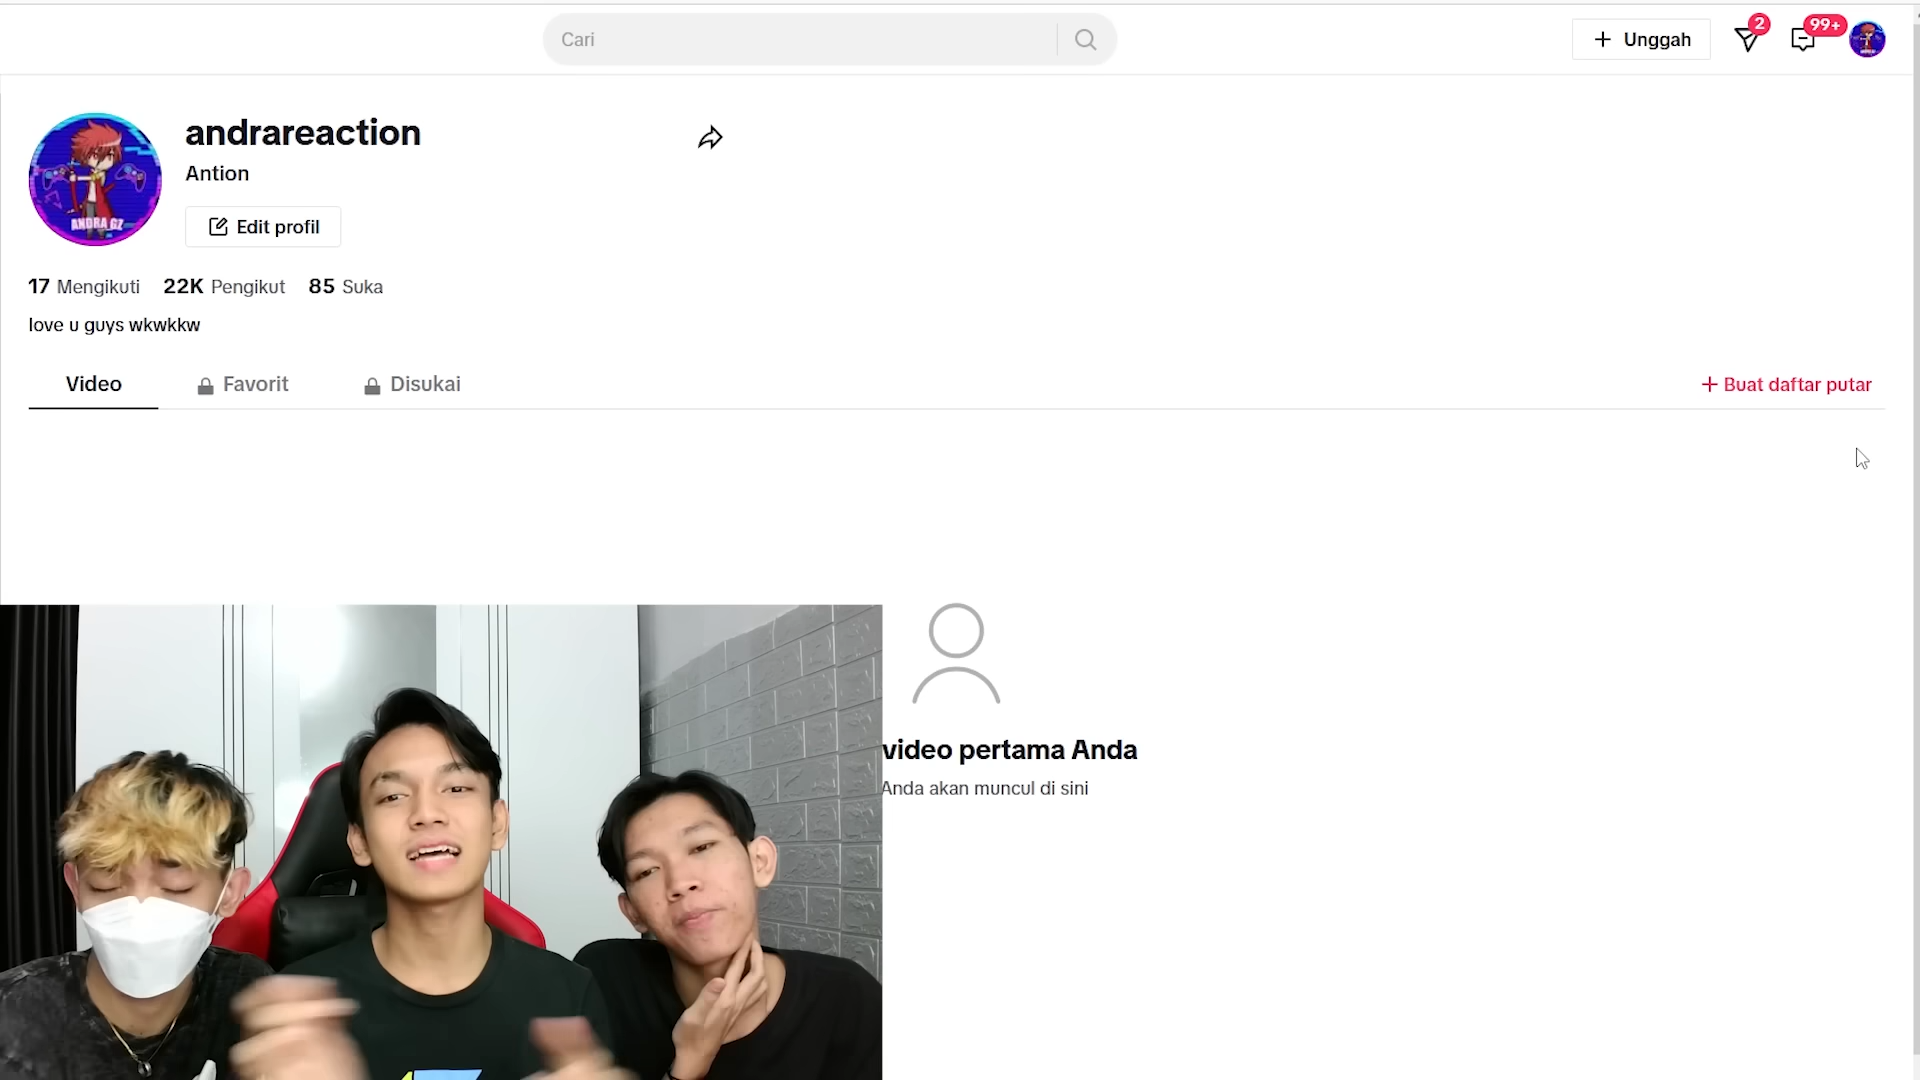 Cari
Unggah
2
99+
andrareaction
Antion
Edit profil
17 Mengikuti 22K Pengikut 85 Suka
love u guys wkwkkw
Video Favorit Disukai
+ Buat daftar putar
ANDRA GZ
video pertama Anda
Anda akan muncul di sini